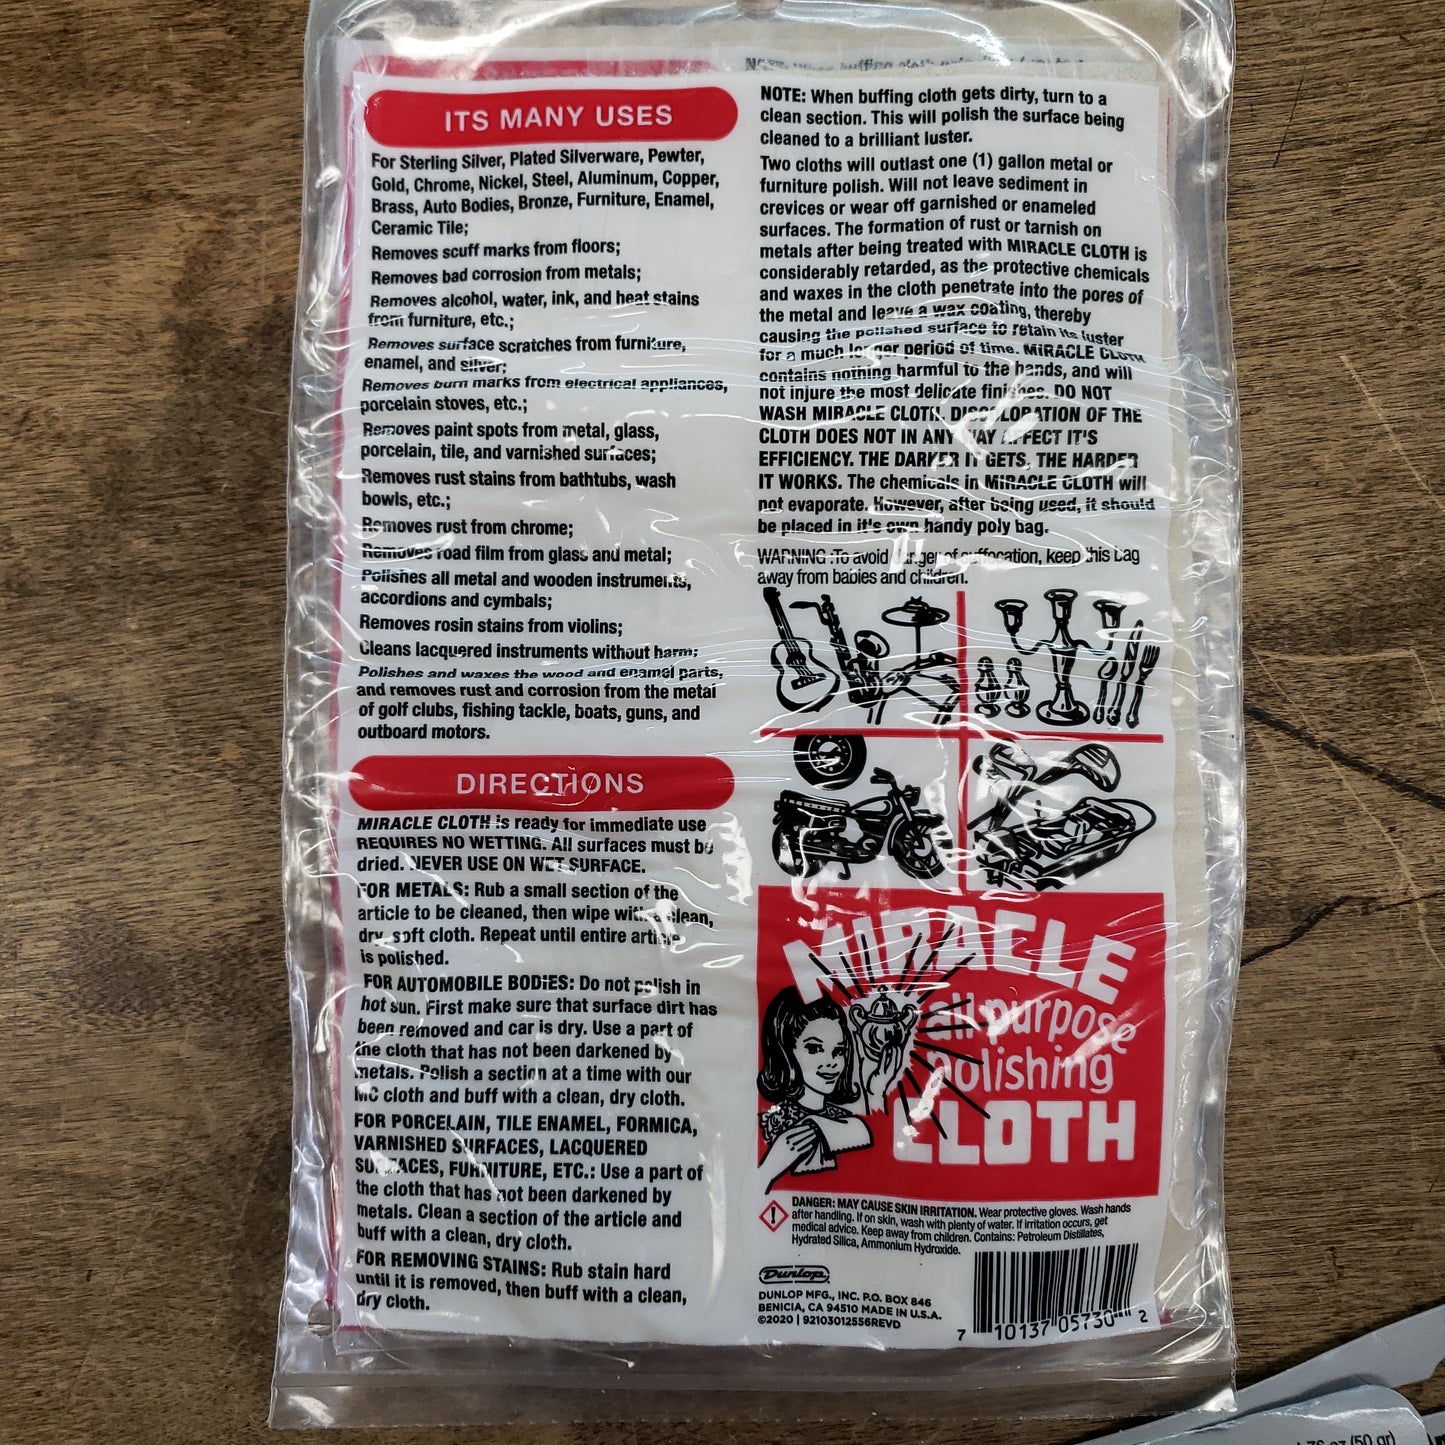 ITS MANY USES
For Sterling Silver, Plated Silverware, Pewter,
Gold, Chrome, Nickel, Steel, Aluminum, Copper,
Brass, Auto Bodies, Bronze, Furniture, Enamel,
Ceramic Tile;
Removes scuff marks from floors;
Removes bad corrosion from metals;
Removes alcohol, water, ink, and heat stains
from furniture, etc.;
Removes surface scratches from furniture,
enamel, and silver;
Removes burn marks from electrical appliances,
porcelain stoves, etc.;
Removes paint spots from metal, glass,
porcelain, tile, and varnished surfaces;
Removes rust stains from bathtubs, wash
bowls, etc.;
Removes rust from chrome;
Removes road film from glass and metal;
Polishes all metal and wooden instruments,
accordions and cymbals;
Removes rosin stains from violins;
Cleans lacquered instruments without harm;
Polishes and waxes the wood and enamel parts,
and removes rust and corrosion from the metal
of golf clubs, fishing tackle, boats, guns, and
outboard motors.
DIRECTIONS
MIRACLE CLOTH is ready for immediate use
REQUIRES NO WETTING. All surfaces must be
dried. NEVER USE ON WET SURFACE.
FOR METALS: Rub a small section of the
article to be cleaned, then wipe with a clean,
dry, soft cloth. Repeat until entire article
is polished.
FOR AUTOMOBILE BODIES: Do not polish in
hot sun. First make sure that surface dirt has
been removed and car is dry. Use a part of
the cloth that has not been darkened by
metals. Polish a section at a time with our
MC cloth and buff with a clean, dry cloth.
FOR PORCELAIN, TILE ENAMEL, FORMICA,
VARNISHED SURFACES, LACQUERED
SURFACES, FURNITURE, ETC.: Use a part of
the cloth that has not been darkened by
metals. Clean a section of the article and
buff with a clean, dry cloth.
FOR REMOVING STAINS: Rub stain hard
until it is removed, then buff with a clean,
dry cloth.
NOTE: When buffing cloth gets dirty, turn to a
clean section. This will polish the surface being
cleaned to a brilliant luster.
Two cloths will outlast one (1) gallon metal or
furniture polish. Will not leave sediment in
crevices or wear off garnished or enameled
surfaces. The formation of rust or tarnish on
metals after being treated with MIRACLE CLOTH is
considerably retarded, as the protective chemicals
and waxes in the cloth penetrate into the pores of
the metal and leave a wax coating, thereby
causing the polished surface to retain its luster
for a much longer period of time. MIRACLE CLOTH
contains nothing harmful to the hands, and will
not injure the most delicate finishes. DO NOT
WASH MIRACLE CLOTH. DISCOLORATION OF THE
CLOTH DOES NOT IN ANY WAY AFFECT IT'S
EFFICIENCY. THE DARKER IT GETS, THE HARDER
IT WORKS. The chemicals in MIRACLE CLOTH will
not evaporate. However, after being used, it should
be placed in it's own handy poly bag.
WARNING :To avoid danger of suffocation, keep this bag
away from babies and children.
MIRACLE
all purpose
polishing
CLOTH
DANGER: MAY CAUSE SKIN IRRITATION. Wear protective gloves. Wash hands
after handling. If on skin, wash with plenty of water. If irritation occurs, get
medical advice. Keep away from children. Contains: Petroleum Distillates,
Hydrated Silica, Ammonium Hydroxide.
Dunlop
DUNLOP MFG., INC. P.O. BOX 846
BENICIA, CA 94510 MADE IN U.S.A.
©2020 | 92103012556REVD
7 10137 05730 2
(50 gr)